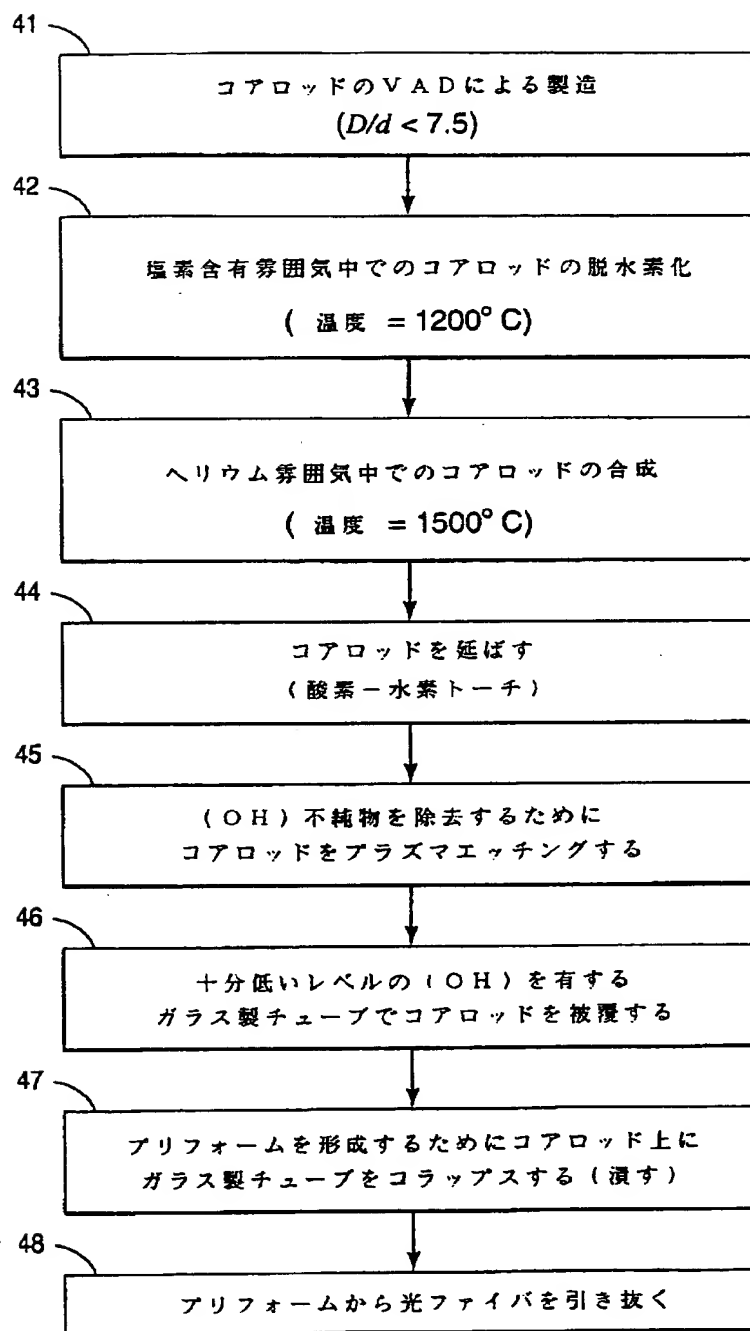 41
コアロッドのVADによる製造
(D/d < 7.5)
42
塩素含有雰囲気中でのコアロッドの脱水素化
( 温度 = 1200° C)
43
ヘリウム雰囲気中でのコアロッドの合成
( 温度 = 1500° C)
44
コアロッドを延ばす
(酸素－水素トーチ)
45
(OH)不純物を除去するために
コアロッドをプラズマエッチングする
46
十分低いレベルの(OH)を有する
ガラス製チューブでコアロッドを被覆する
47
プリフォームを形成するためにコアロッド上に
ガラス製チューブをコラップスする(潰す)
48
プリフォームから光ファイバを引き抜く